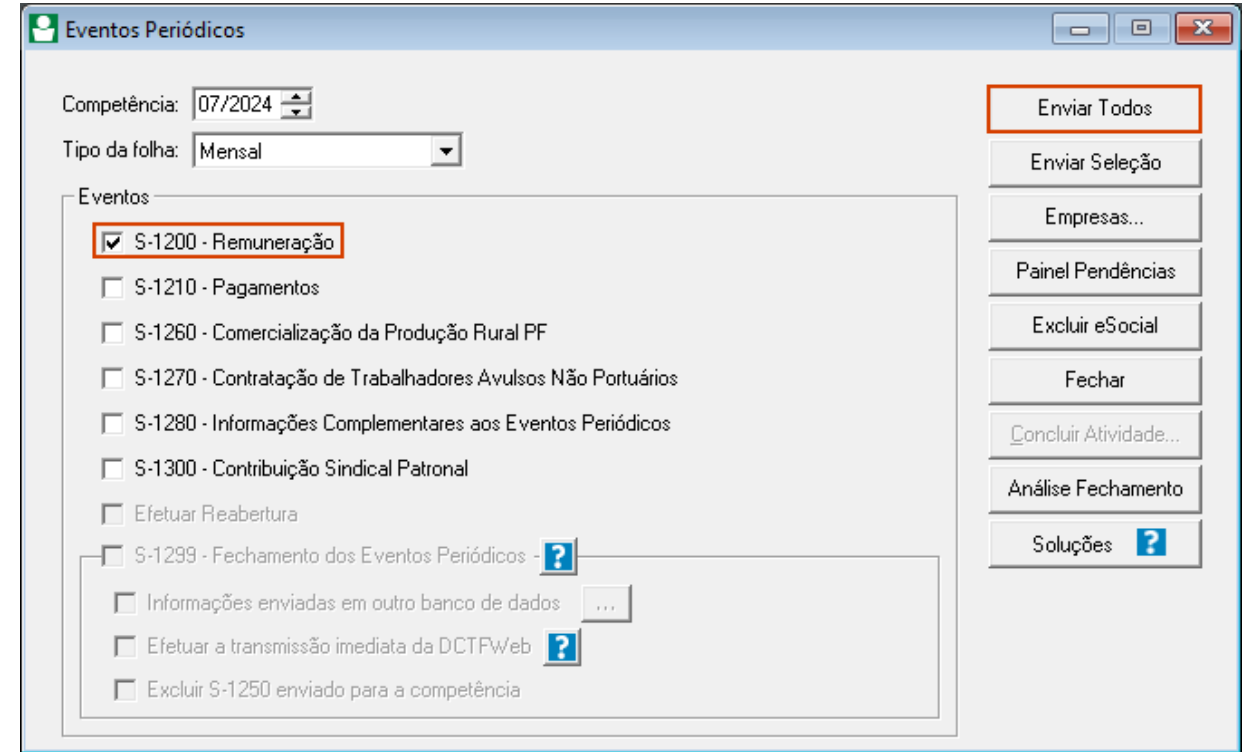 Eventos Periódicos
Competência: 07/2024
Tipo da folha: Mensal
Eventos
S-1200 - Remuneração
S-1210 - Pagamentos
S-1260 - Comercialização da Produção Rural PF
S-1270 - Contratação de Trabalhadores Avulsos Não Portuários
S-1280 - Informações Complementares aos Eventos Periódicos
S-1300 - Contribuição Sindical Patronal
Efetuar Reabertura
S-1299 - Fechamento dos Eventos Periódicos - ?
Informações enviadas em outro banco de dados ...
Efetuar a transmissão imediata da DCTFWeb ?
Excluir S-1250 enviado para a competência
Enviar Todos
Enviar Seleção
Empresas...
Painel Pendências
Excluir eSocial
Fechar
Concluir Atividade...
Análise Fechamento
Soluções ?